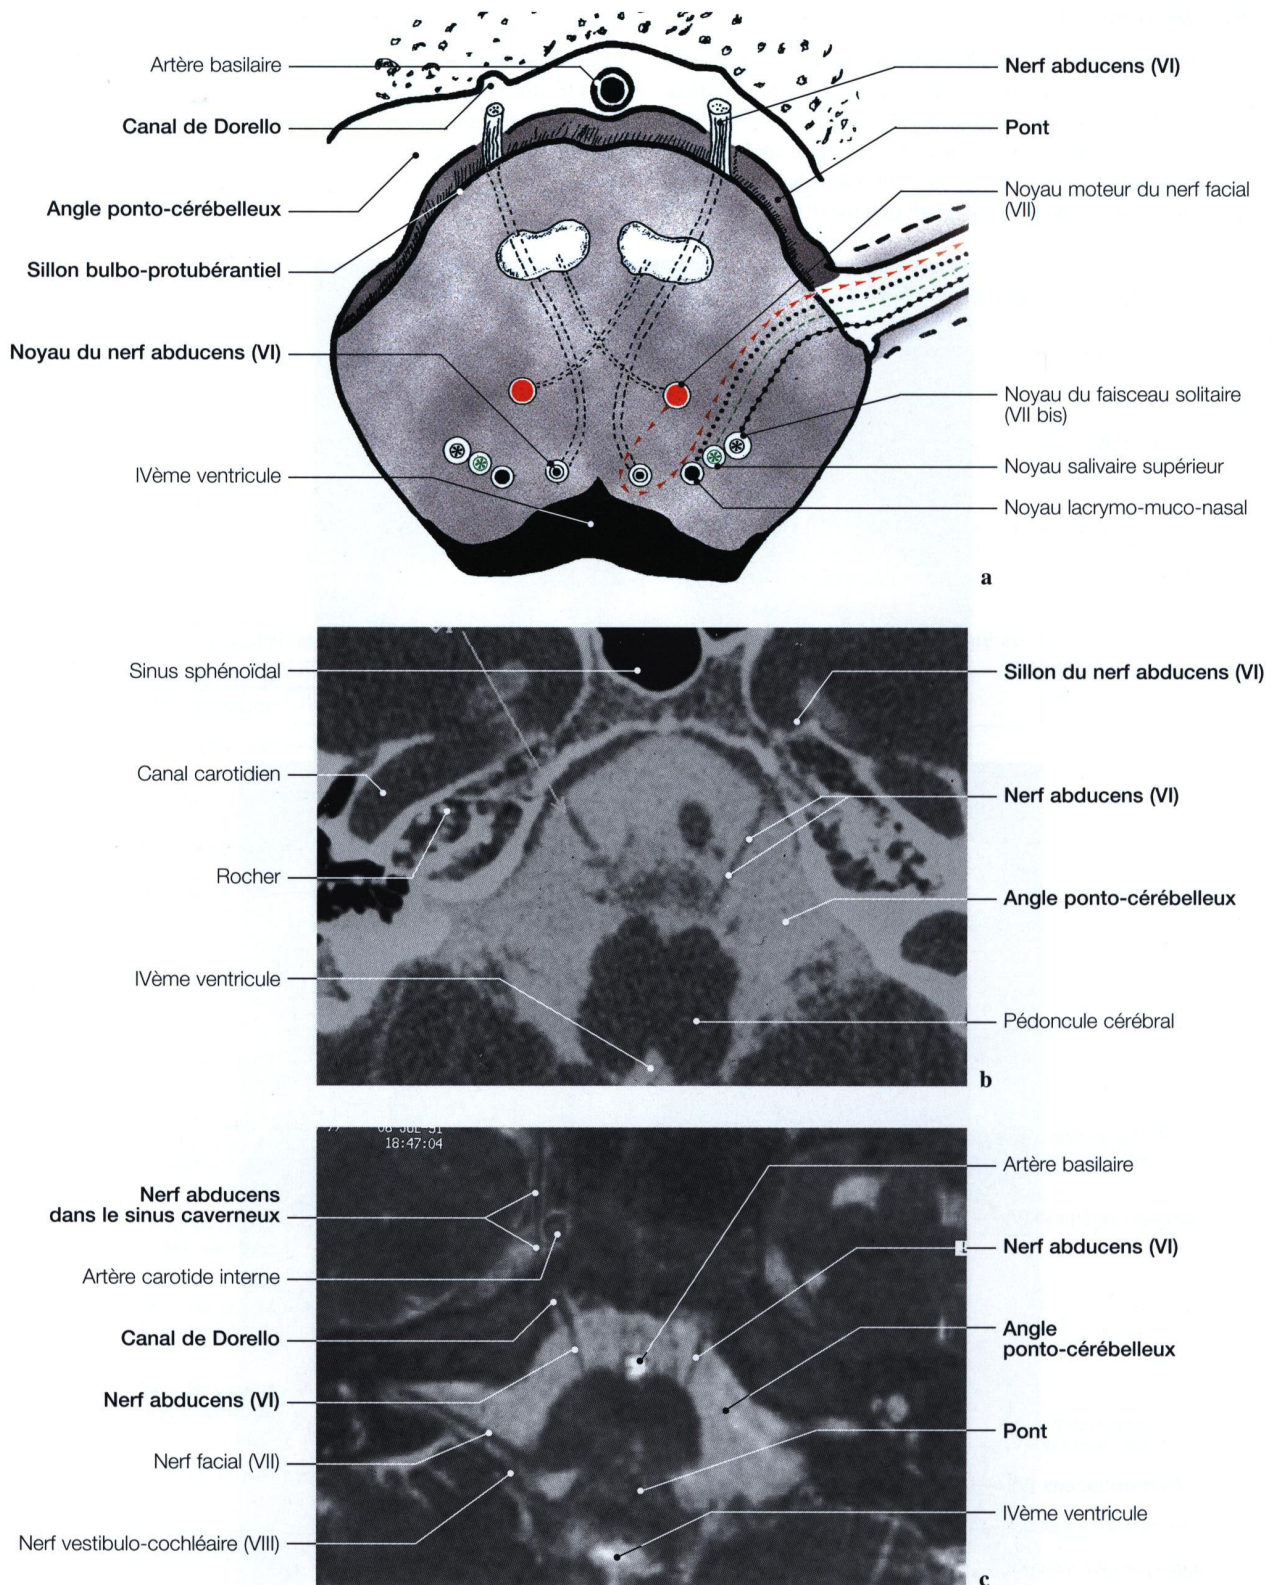 Artère basilaire
Canal de Dorello
Angle ponto-cérébelleux
Sillon bulbo-protubérantiel
Noyau du nerf abducens (VI)
IVème ventricule
Nerf abducens (VI)
Pont
Noyau moteur du nerf facial
(VII)
Noyau du faisceau solitaire
(VII bis)
Noyau salivaire supérieur
Noyau lacrymo-muco-nasal
a
Sinus sphénoïdal
Canal carotidien
Rocher
IVème ventricule
Sillon du nerf abducens (VI)
Nerf abducens (VI)
Angle ponto-cérébelleux
Pédoncule cérébral
b
18:47:04
Nerf abducens
dans le sinus caverneux
Artère carotide interne
Canal de Dorello
Nerf abducens (VI)
Nerf facial (VII)
Nerf vestibulo-cochléaire (VIII)
Artère basilaire
Nerf abducens (VI)
Angle
ponto-cérébelleux
Pont
IVème ventricule
c